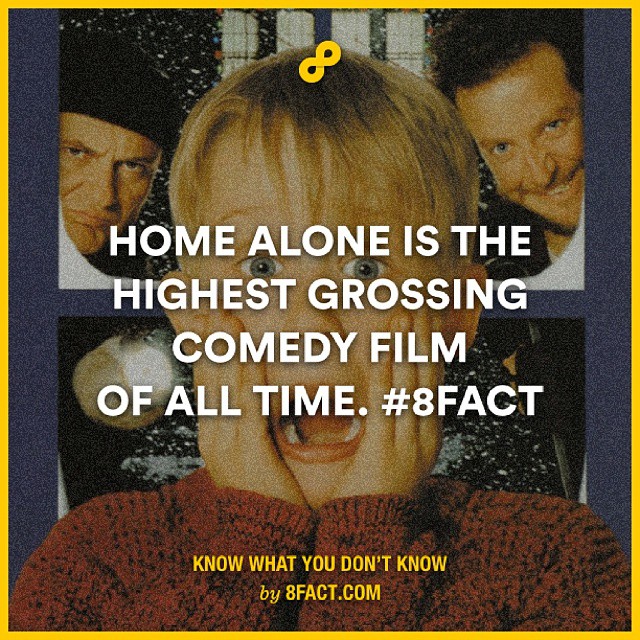 HOME ALONE IS THE
HIGHEST GROSSING
COMEDY FILM
OF ALL TIME. #8FACT
KNOW WHAT YOU DON'T KNOW
by 8FACT.COM